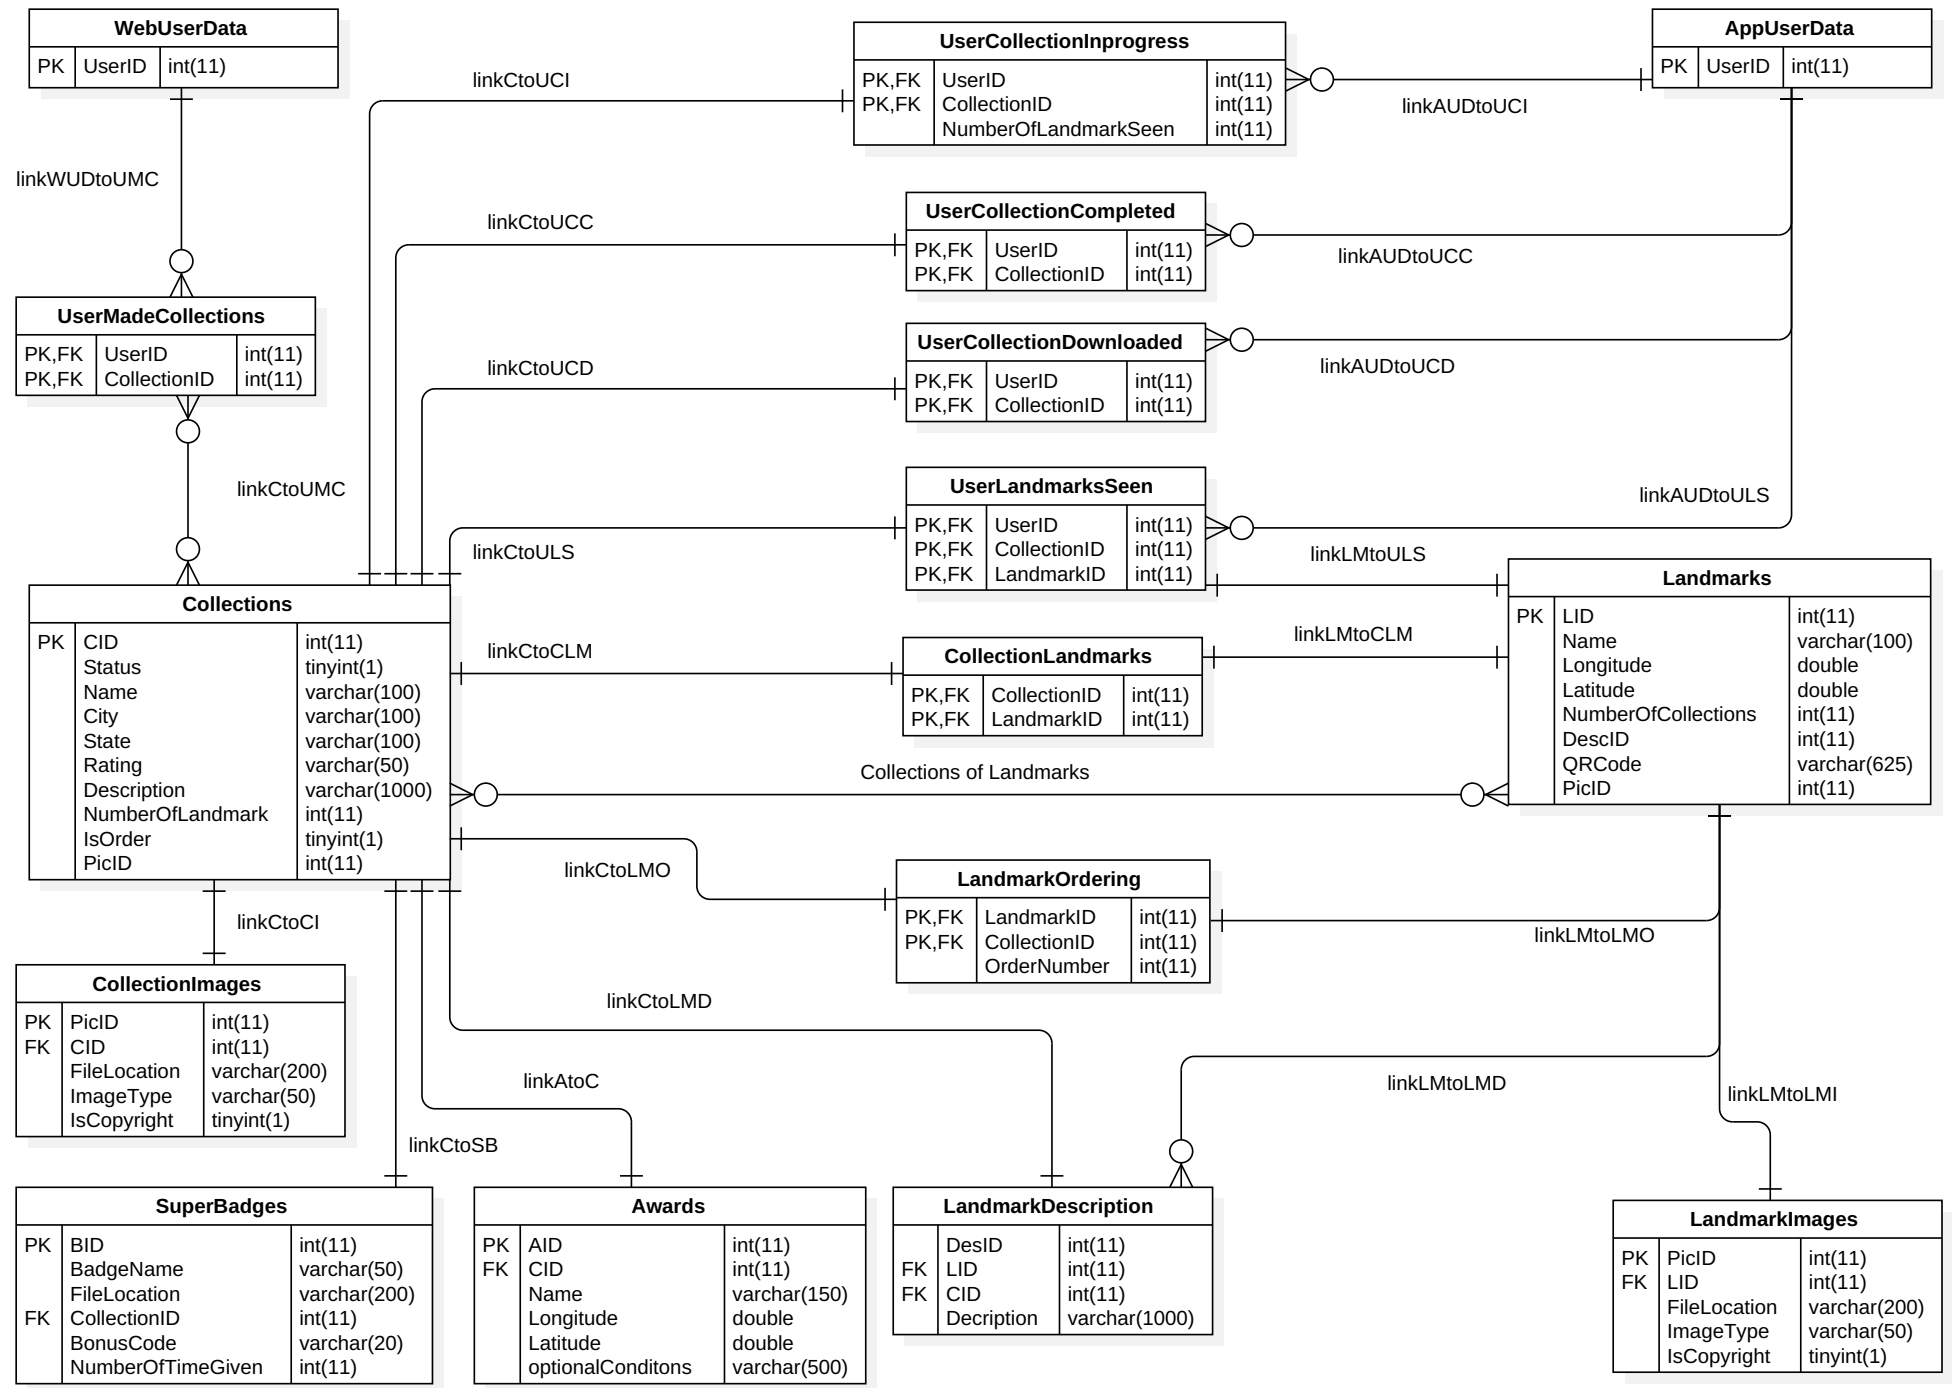 WebUserData
PK UserID int(11)
linkWUDtoUMC
UserMadeCollections
PK,FK UserID int(11)
PK,FK CollectionID int(11)
linkCtoUMC
linkCtoUCI
UserCollectionInprogress
PK,FK UserID int(11)
PK,FK CollectionID int(11)
NumberOfLandmarkSeen int(11)
linkAUDtoUCI
AppUserData
PK UserID int(11)
linkCtoUCC
UserCollectionCompleted
PK,FK UserID int(11)
PK,FK CollectionID int(11)
linkAUDtoUCC
linkCtoUCD
UserCollectionDownloaded
PK,FK UserID int(11)
PK,FK CollectionID int(11)
linkAUDtoUCD
linkCtoULS
UserLandmarksSeen
PK,FK UserID int(11)
PK,FK CollectionID int(11)
PK,FK LandmarkID int(11)
linkAUDtoULS
linkLMtoULS
Collections
PK CID int(11)
Status tinyint(1)
Name varchar(100)
City varchar(100)
State varchar(100)
Rating varchar(50)
Description varchar(1000)
NumberOfLandmark int(11)
IsOrder tinyint(1)
PicID int(11)
linkCtoCLM
CollectionLandmarks
PK,FK CollectionID int(11)
PK,FK LandmarkID int(11)
linkLMtoCLM
Landmarks
PK LID int(11)
Name varchar(100)
Longitude double
Latitude double
NumberOfCollections int(11)
DescID int(11)
QRCode varchar(625)
PicID int(11)
Collections of Landmarks
linkCtoLMO
LandmarkOrdering
PK,FK LandmarkID int(11)
PK,FK CollectionID int(11)
OrderNumber int(11)
linkLMtoLMO
linkCtoCI
CollectionImages
PK PicID int(11)
FK CID int(11)
FileLocation varchar(200)
ImageType varchar(50)
IsCopyright tinyint(1)
linkCtoLMD
linkAtoC
linkCtoSB
linkLMtoLMD
linkLMtoLMI
SuperBadges
PK BID int(11)
BadgeName varchar(50)
FileLocation varchar(200)
FK CollectionID int(11)
BonusCode varchar(20)
NumberOfTimeGiven int(11)
Awards
PK AID int(11)
FK CID int(11)
Name varchar(150)
Longitude double
Latitude double
optionalConditons varchar(500)
LandmarkDescription
DesID int(11)
FK LID int(11)
FK CID int(11)
Decription varchar(1000)
LandmarkImages
PK PicID int(11)
FK LID int(11)
FileLocation varchar(200)
ImageType varchar(50)
IsCopyright tinyint(1)